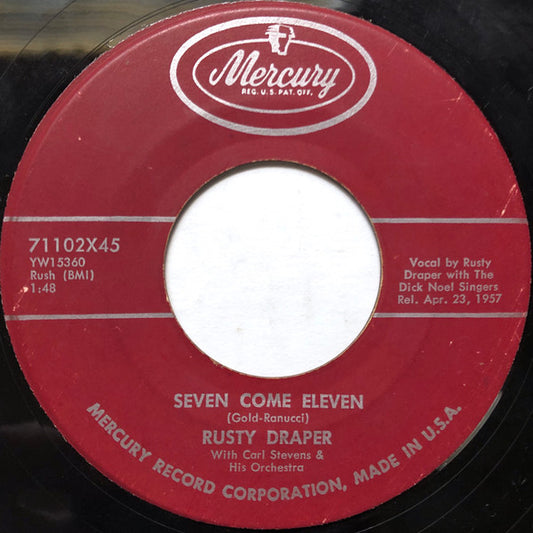 Mercury
REG. U.S. PAT. OFF.
71102X45
YW15360
Rush (BMI)
1:48
Vocal by Rusty
Draper with The
Dick Noel Singers
Rel. Apr. 23, 1957
SEVEN COME ELEVEN
(Gold-Ranucci)
RUSTY DRAPER
With Carl Stevens &
His Orchestra
MERCURY RECORD CORPORATION, MADE IN U.S.A.